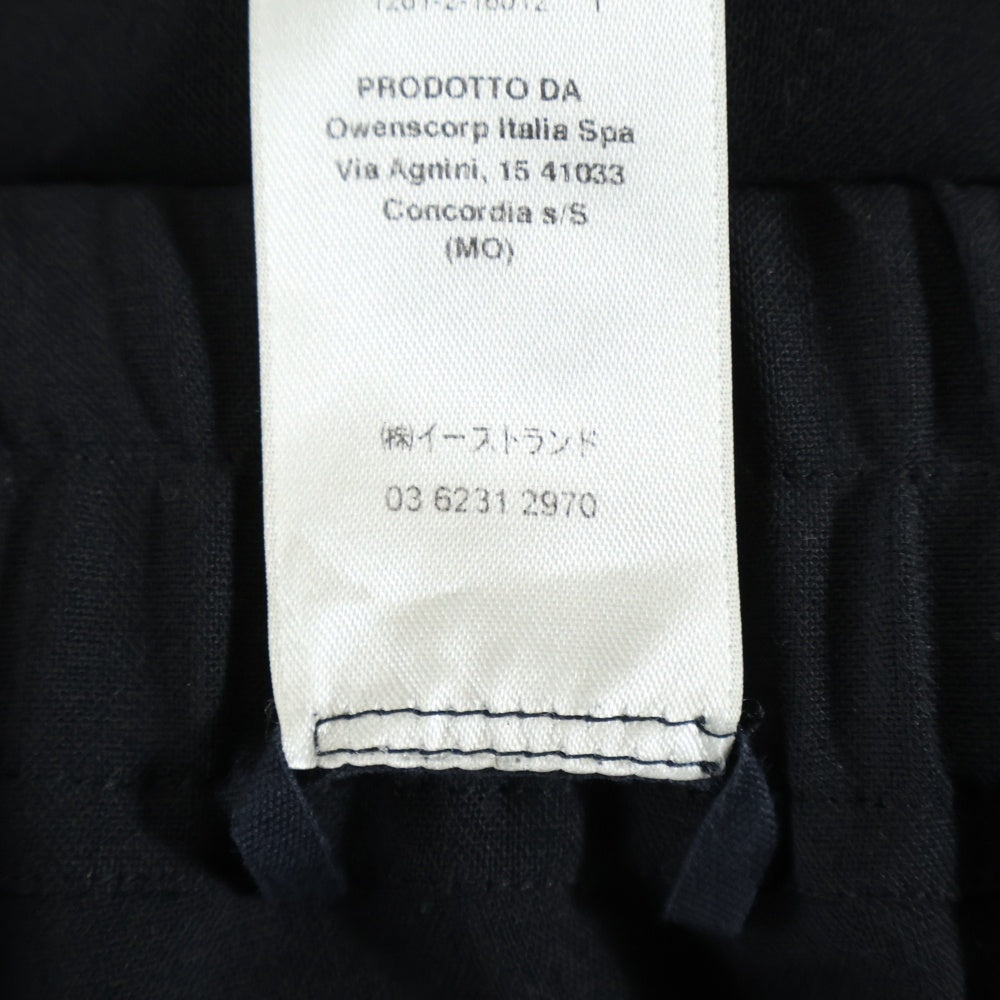 PRODOTTO DA
Owenscorp Italia Spa
Via Agnini, 15 41033
Concordia s/S
(MO)
㈱イーストランド
03 6231 2970